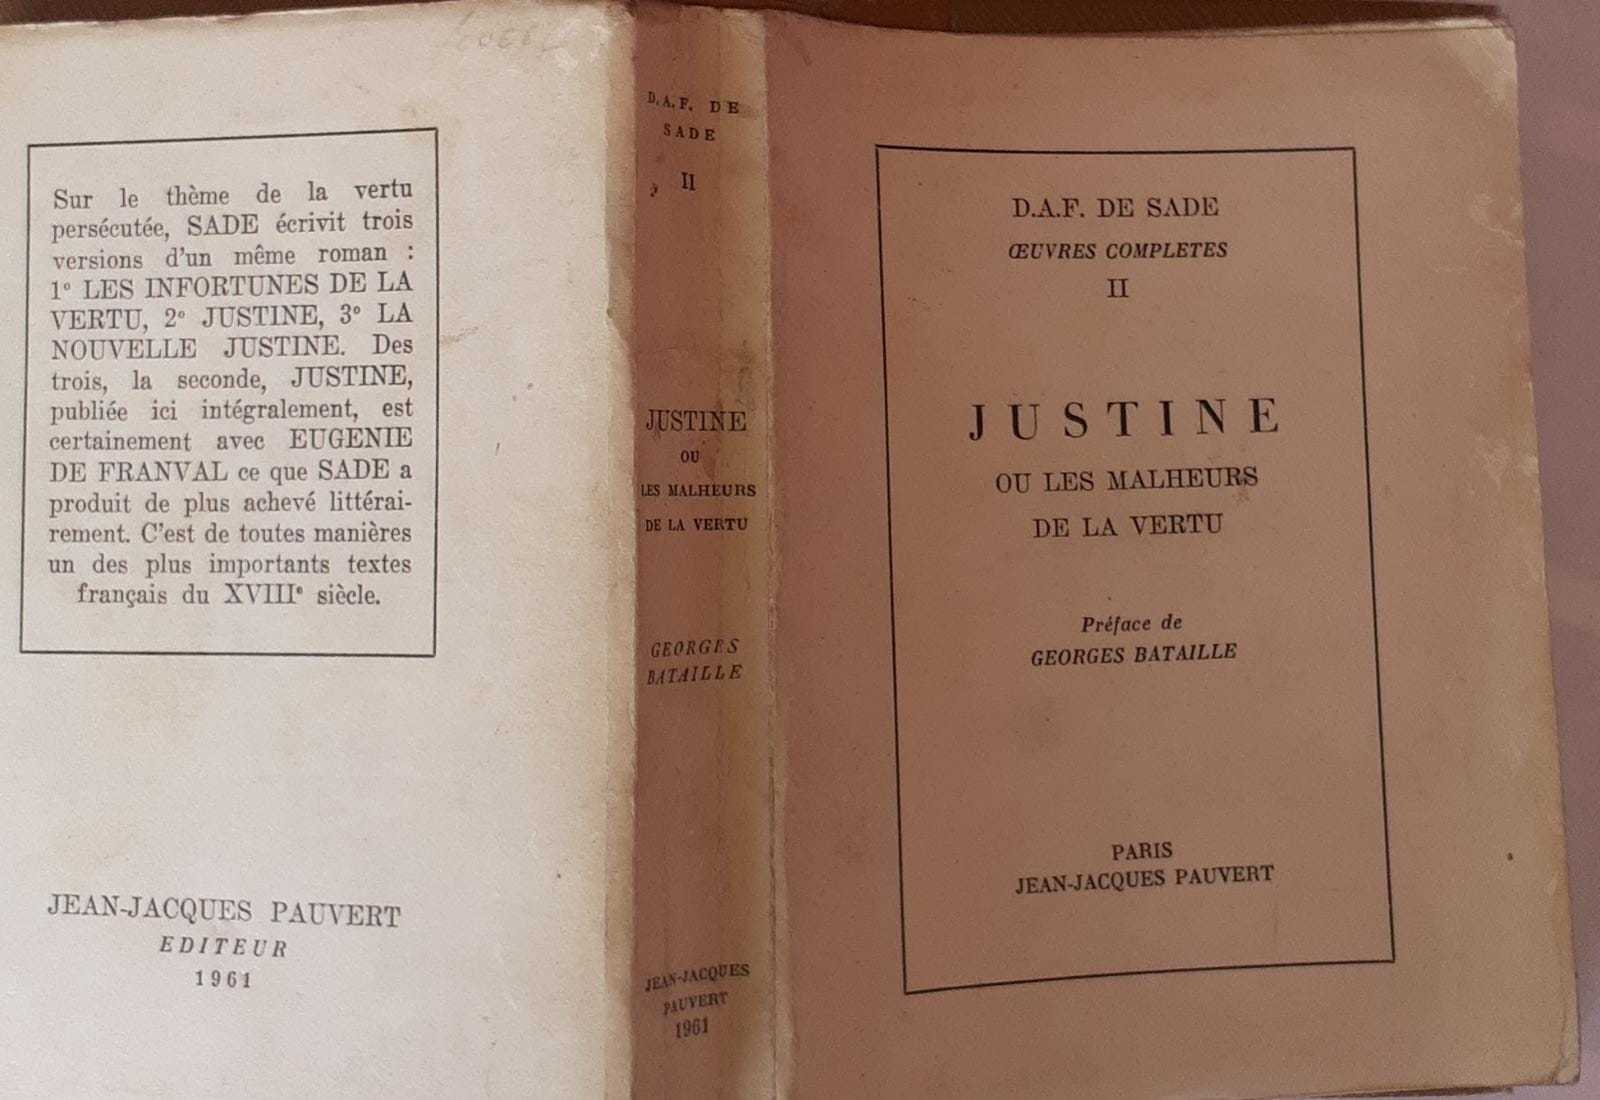 Sur le thème de la vertu
persécutée, SADE écrivit trois
versions d'un même roman :
1° LES INFORTUNES DE LA
VERTU, 2° JUSTINE, 3° LA
NOUVELLE JUSTINE. Des
trois, la seconde, JUSTINE,
publiée ici intégralement, est
certainement avec EUGENIE
DE FRANVAL ce que SADE a
produit de plus achevé littérai-
rement. C'est de toutes manières
un des plus importants textes
français du XVIIIe siècle.
JEAN-JACQUES PAUVERT
EDITEUR
1961
D.A.F. DE
SADE
II
JUSTINE
OU
LES MALHEURS
DE LA VERTU
GEORGES
BATAILLE
JEAN-JACQUES
PAUVERT
1961
D.A.F. DE SADE
ŒUVRES COMPLETES
II
JUSTINE
OU LES MALHEURS
DE LA VERTU
Préface de
GEORGES BATAILLE
PARIS
JEAN-JACQUES PAUVERT